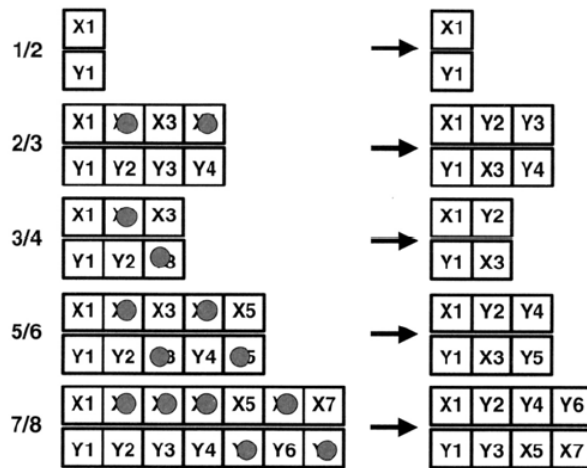 X1 X1
1/2
Y1 Y1
X1 X3 X1 Y2 Y3
2/3
Y1 Y2 Y3 Y4 Y1 X3 Y4
X1 X3 X1 Y2
3/4
Y1 Y2 Y1 X3
X1 X3 X5 X1 Y2 Y4
5/6
Y1 Y2 Y4 Y1 X3 Y5
X1 X5 X7 X1 Y2 Y4 Y6
7/8
Y1 Y2 Y3 Y4 Y6 Y1 Y3 X5 X7